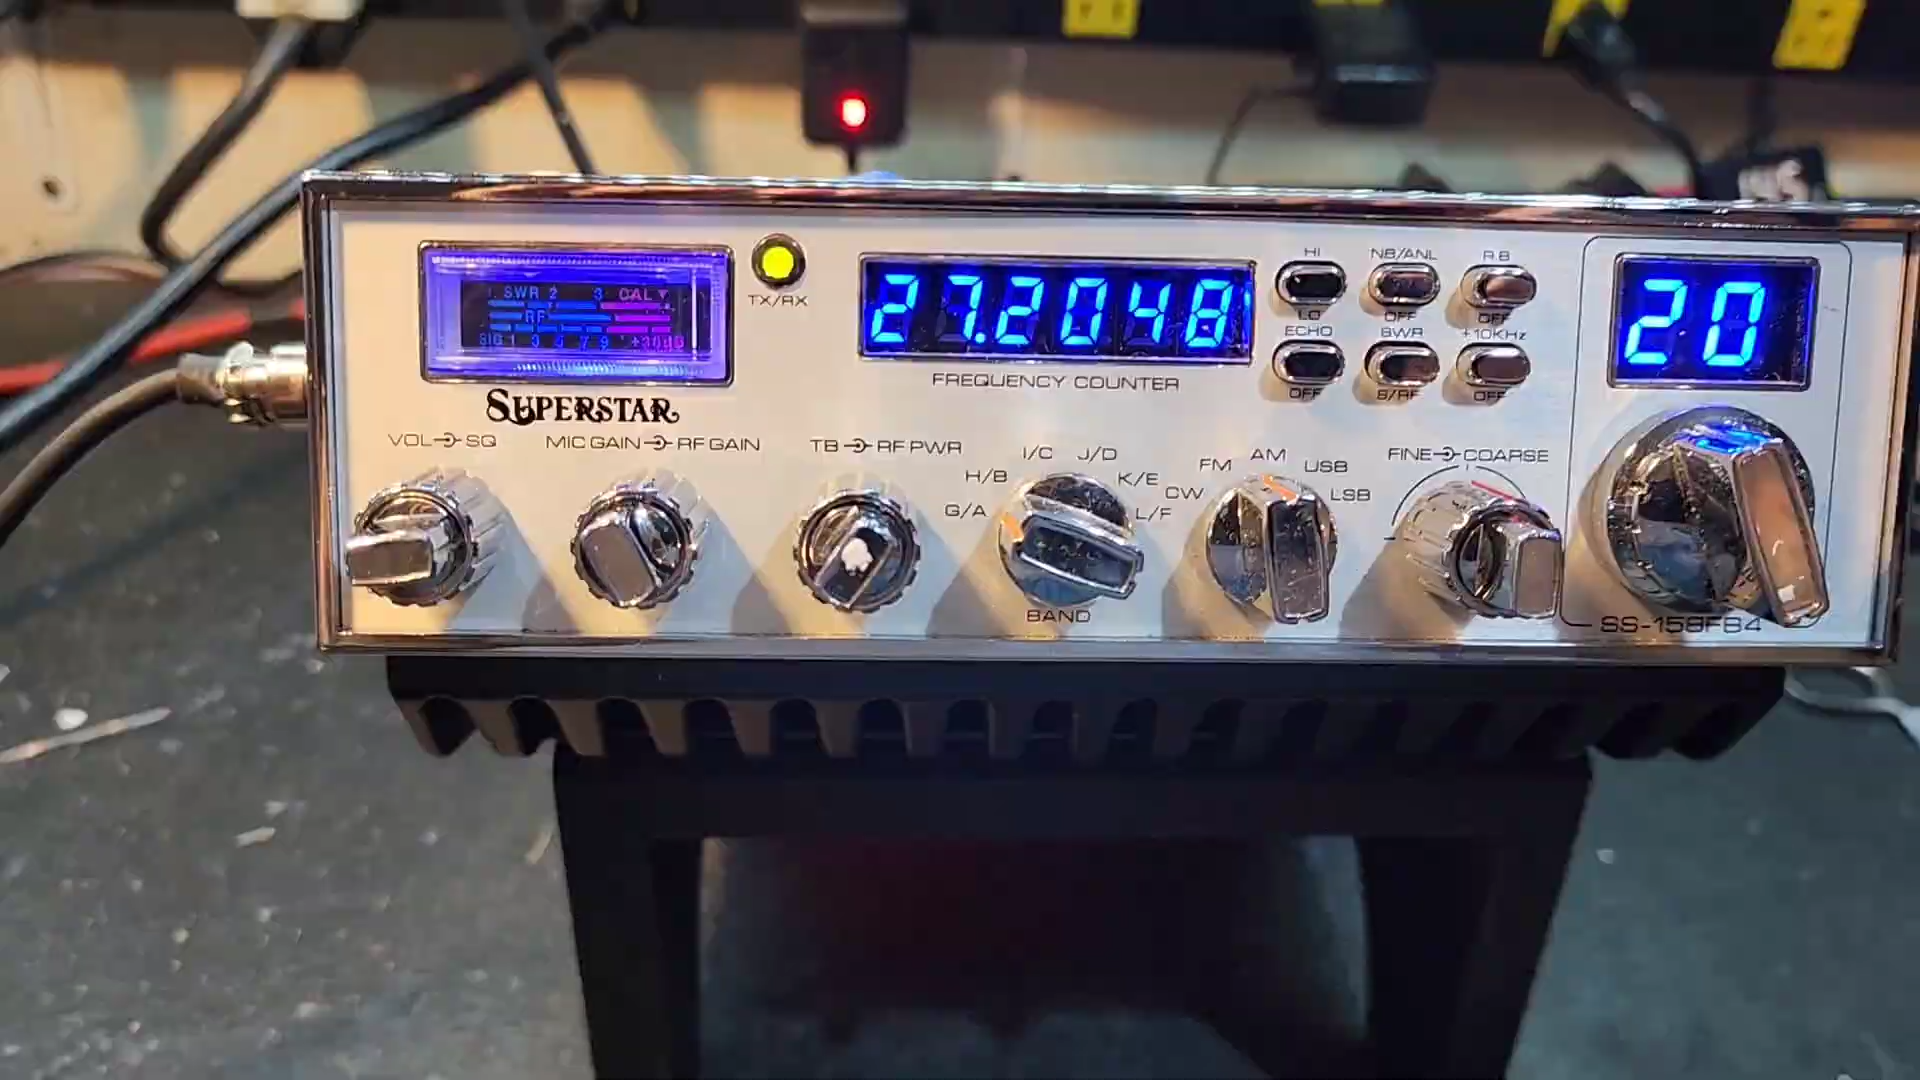 1 SWR 2 3 CAL▼
RF
SIG 1 3 5 7 9 +30dB
SUPERSTAR
TX/RX
27.2048
FREQUENCY COUNTER
HI
LO
NB/ANL
OFF
R.B
OFF
ECHO
OFF
SWR
S/RF
+10KHz
OFF
20
VOL SQ
MIC GAIN RF GAIN
TB RF PWR
G/A
H/B
I/C
J/D
K/E
L/F
BAND
CW
FM
AM
USB
LSB
FINE COARSE
SS-158FB4